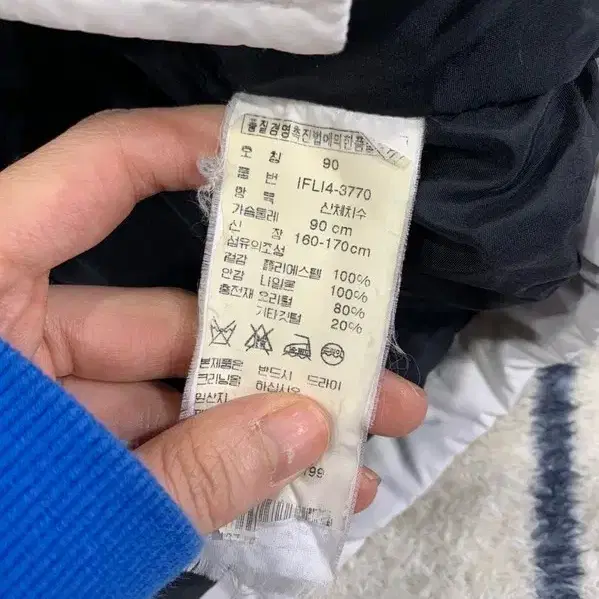 품질경영촉진법에의한품질표시
호 칭 90
품 번 IFLI4-3770
항 목 신체치수
가슴둘레 90 cm
신 장 160-170cm
섬유의조성
겉감 폴리에스텔 100%
안감 나일론 100%
충전재 오리털 80%
기타깃털 20%
본제품은 반드시 드라이
크리닝을 하십시오
원산지
199